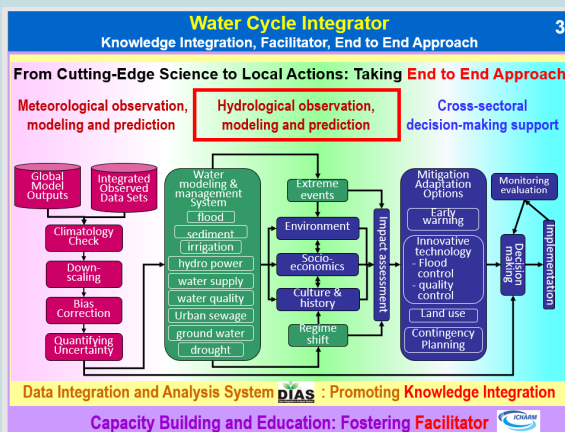 Water Cycle Integrator
3
Knowledge Integration, Facilitator, End to End Approach
From Cutting-Edge Science to Local Actions: Taking End to End Approach
Meteorological observation,
modeling and prediction
Hydrological observation,
modeling and prediction
Cross-sectoral
decision-making support
Global
Model
Outputs
Integrated
Observed
Data Sets
Climatology
Check
Down-
scaling
Bias
Correction
Quantifying
Uncertainty
Water
modeling &
management
System
flood
sediment
irrigation
hydro power
water supply
water quality
Urban sewage
ground water
drought
Extreme
events
Environment
Socio-
economics
Culture &
history
Regime
shift
Impact assessment
Mitigation
Adaptation
Options
Early
warning
Innovative
technology
- Flood
control
- quality
control
Land use
Contingency
Planning
Monitoring
evaluation
Decision
making
Implementation
Data Integration and Analysis System DIAS : Promoting Knowledge Integration
Capacity Building and Education: Fostering Facilitator ICHARM